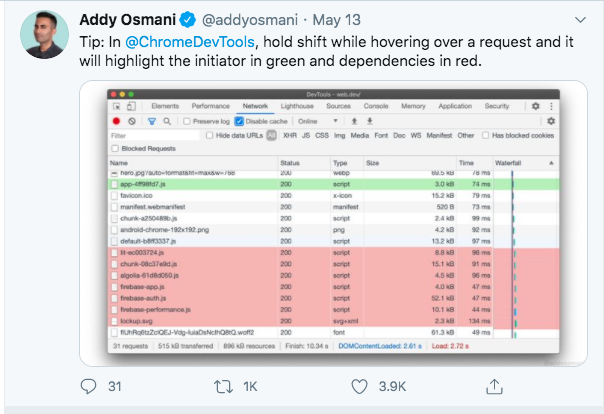 Addy Osmani @addyosmani · May 13
Tip: In @ChromeDevTools, hold shift while hovering over a request and it
will highlight the initiator in green and dependencies in red.
DevTools - web.dev/
Elements Performance Network Lighthouse Sources Console Memory Application Security
Preserve log Disable cache Online
Filter Hide data URLs All XHR JS CSS Img Media Font Doc WS Manifest Other Has blocked cookies
Blocked Requests
Name Status Type Size Time Waterfall
hero.jpg?auto=format&fit=max&w=768 200 webp 69.5 kB 78 ms
app-4ff98fd7.js 200 script 3.0 kB 74 ms
favicon.ico 200 x-icon 15.2 kB 79 ms
manifest.webmanifest 200 manifest 520 B 73 ms
chunk-a250489b.js 200 script 2.4 kB 99 ms
android-chrome-192x192.png 200 png 4.2 kB 92 ms
default-b8ff3337.js 200 script 13.2 kB 97 ms
lit-ec003724.js 200 script 8.8 kB 96 ms
chunk-08c37e9d.js 200 script 15.1 kB 91 ms
algolia-61d8d050.js 200 script 4.5 kB 96 ms
firebase-app.js 200 script 4.0 kB 47 ms
firebase-auth.js 200 script 52.1 kB 47 ms
firebase-performance.js 200 script 10.1 kB 44 ms
lockup.svg 200 svg+xml 2.3 kB 134 ms
200 font 61.3 kB 49 ms
31 requests 515 kB transferred 896 kB resources Finish: 10.34 s DOMContentLoaded: 2.61 s Load: 2.72 s
31 1K 3.9K